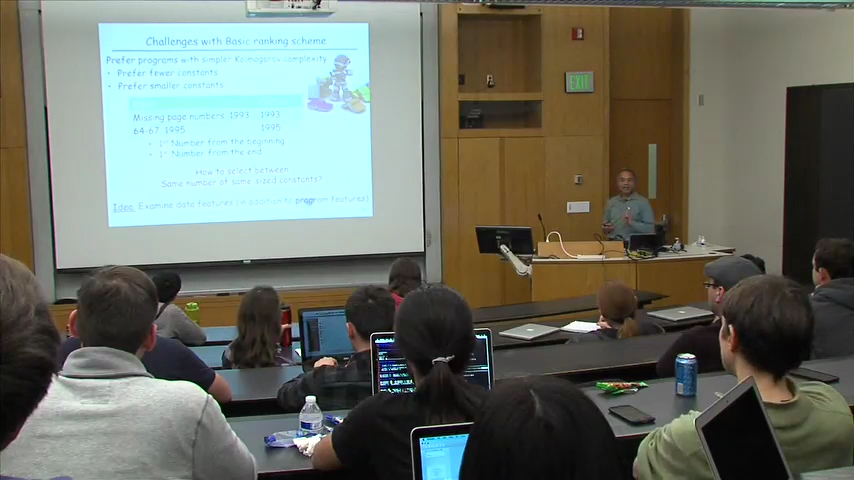 Challenges with Basic ranking scheme
Prefer programs with simpler Kolmogorov complexity
• Prefer fewer constants
• Prefer smaller constants
Missing page numbers 1993 1993
64-67 1995 1995
• 1st Number from the beginning
• 1st Number from the end
How to select between
Same number of same sized constants?
Idea: Examine data features (in addition to program features)
EXIT